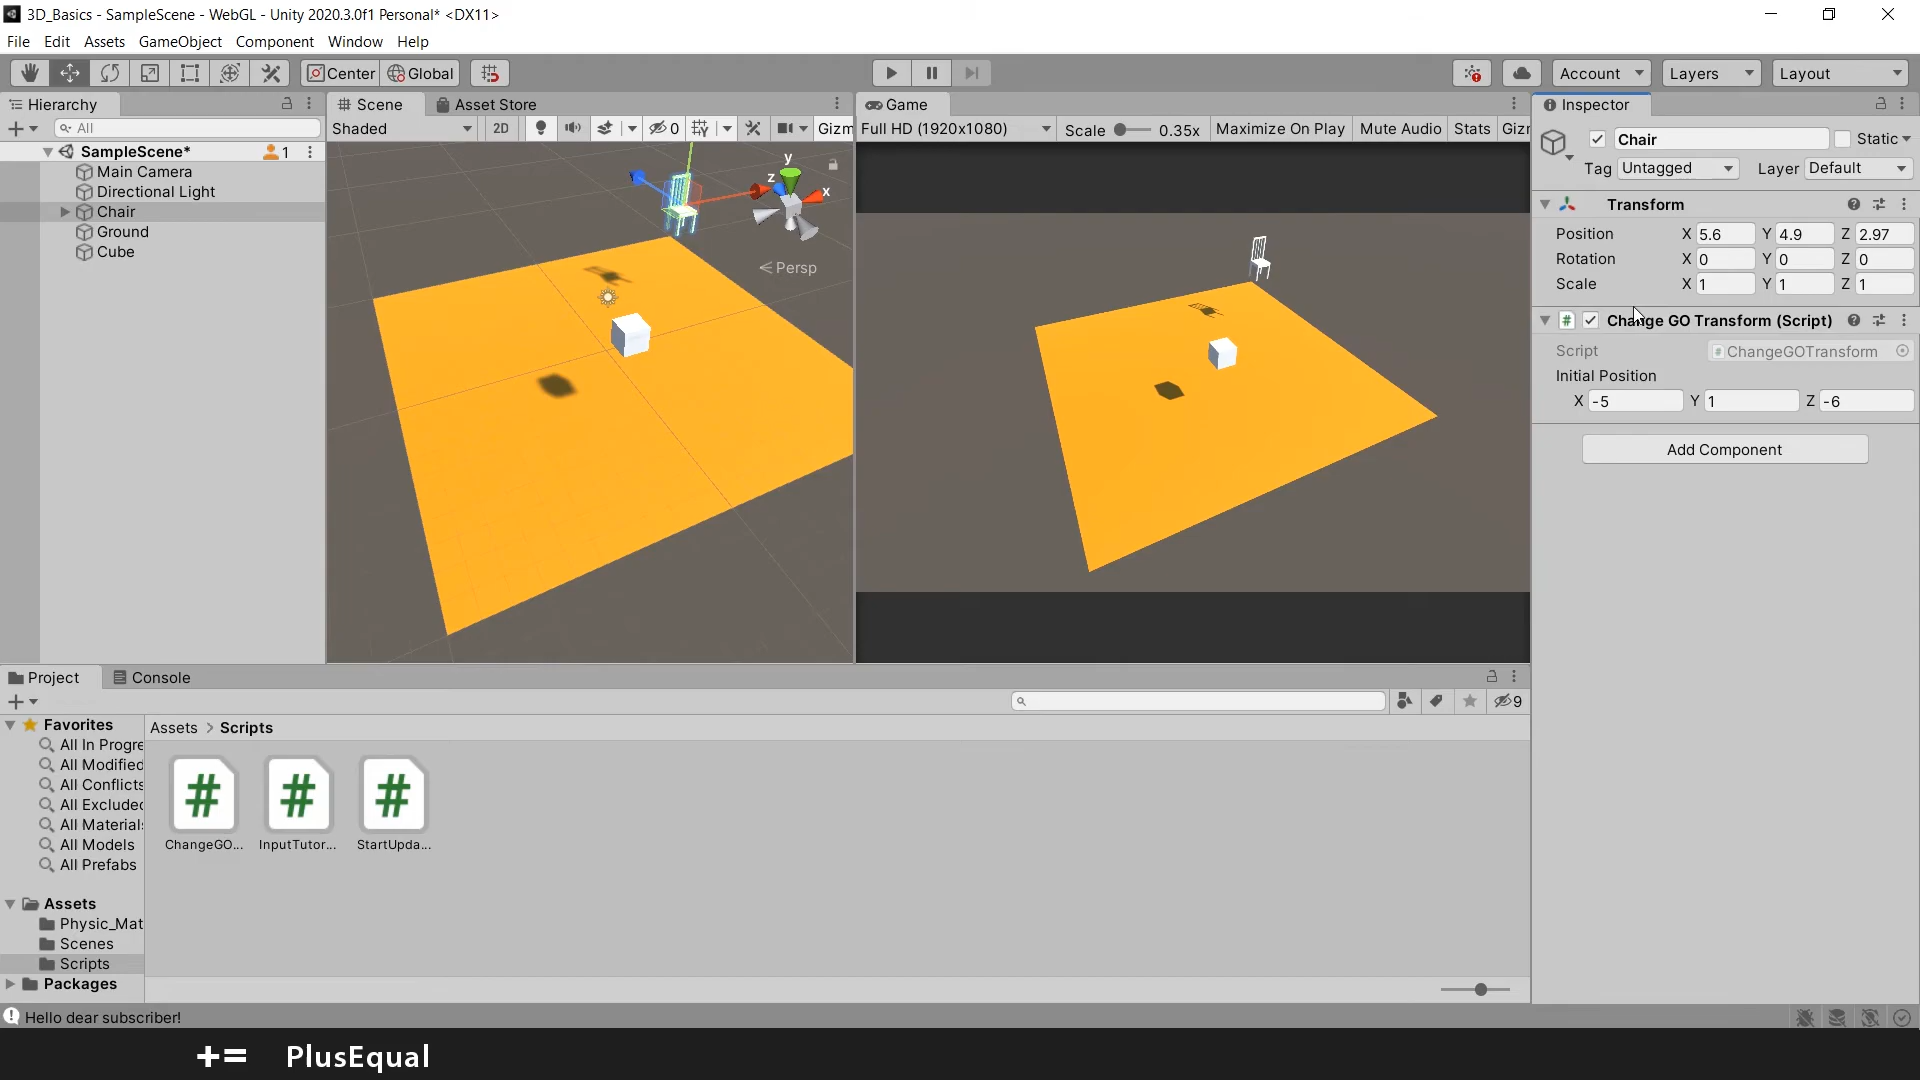 3D_Basics - SampleScene - WebGL - Unity 2020.3.0f1 Personal* <DX11>
File Edit Assets GameObject Component Window Help
Center Global Account Layers Layout
Hierarchy
All
SampleScene* 1
Main Camera
Directional Light
Chair
Ground
Cube
Scene Asset Store
Shaded 2D 0 Gizm
y
z
x
Persp
Game
Full HD (1920x1080) Scale 0.35x Maximize On Play Mute Audio Stats Giz
Inspector
Chair Static
Tag Untagged Layer Default
Transform
Position X 5.6 Y 4.9 Z 2.97
Rotation X 0 Y 0 Z 0
Scale X 1 Y 1 Z 1
# Change GO Transform (Script)
Script # ChangeGOTransform
Initial Position
X -5 Y 1 Z -6
Add Component
Project Console
9
Favorites
All In Progre
All Modified
All Conflicts
All Excluded
All Materials
All Models
All Prefabs
Assets
Physic_Mat
Scenes
Scripts
Packages
Assets > Scripts
# # #
ChangeGO... InputTutor... StartUpda...
Hello dear subscriber!
+= PlusEqual